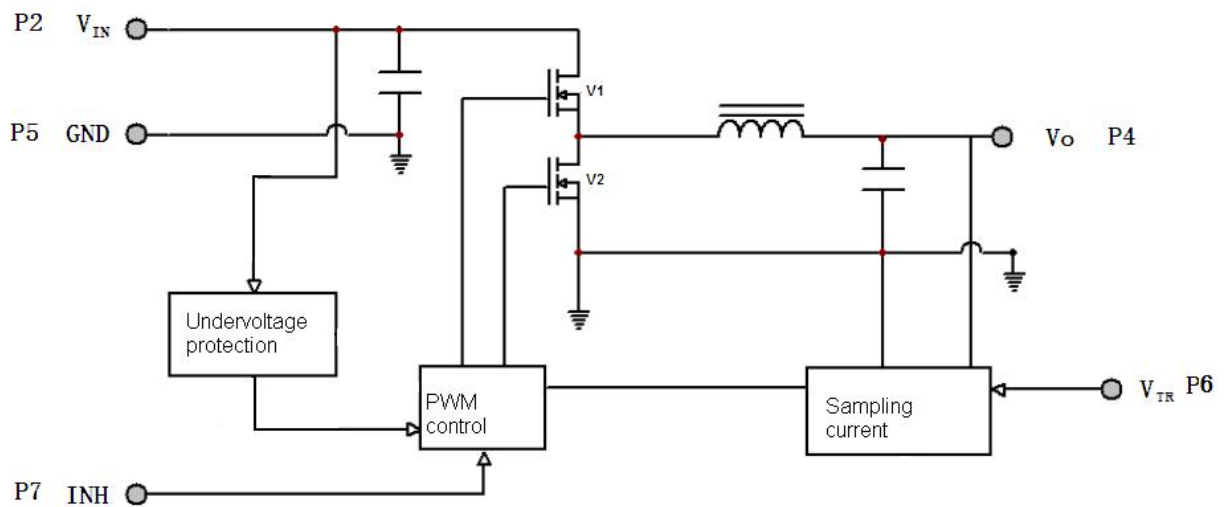 P2 VIN
V1
P5 GND
Vo P4
V2
Undervoltage
protection
PWM
control
Sampling
current
VTR P6
P7 INH